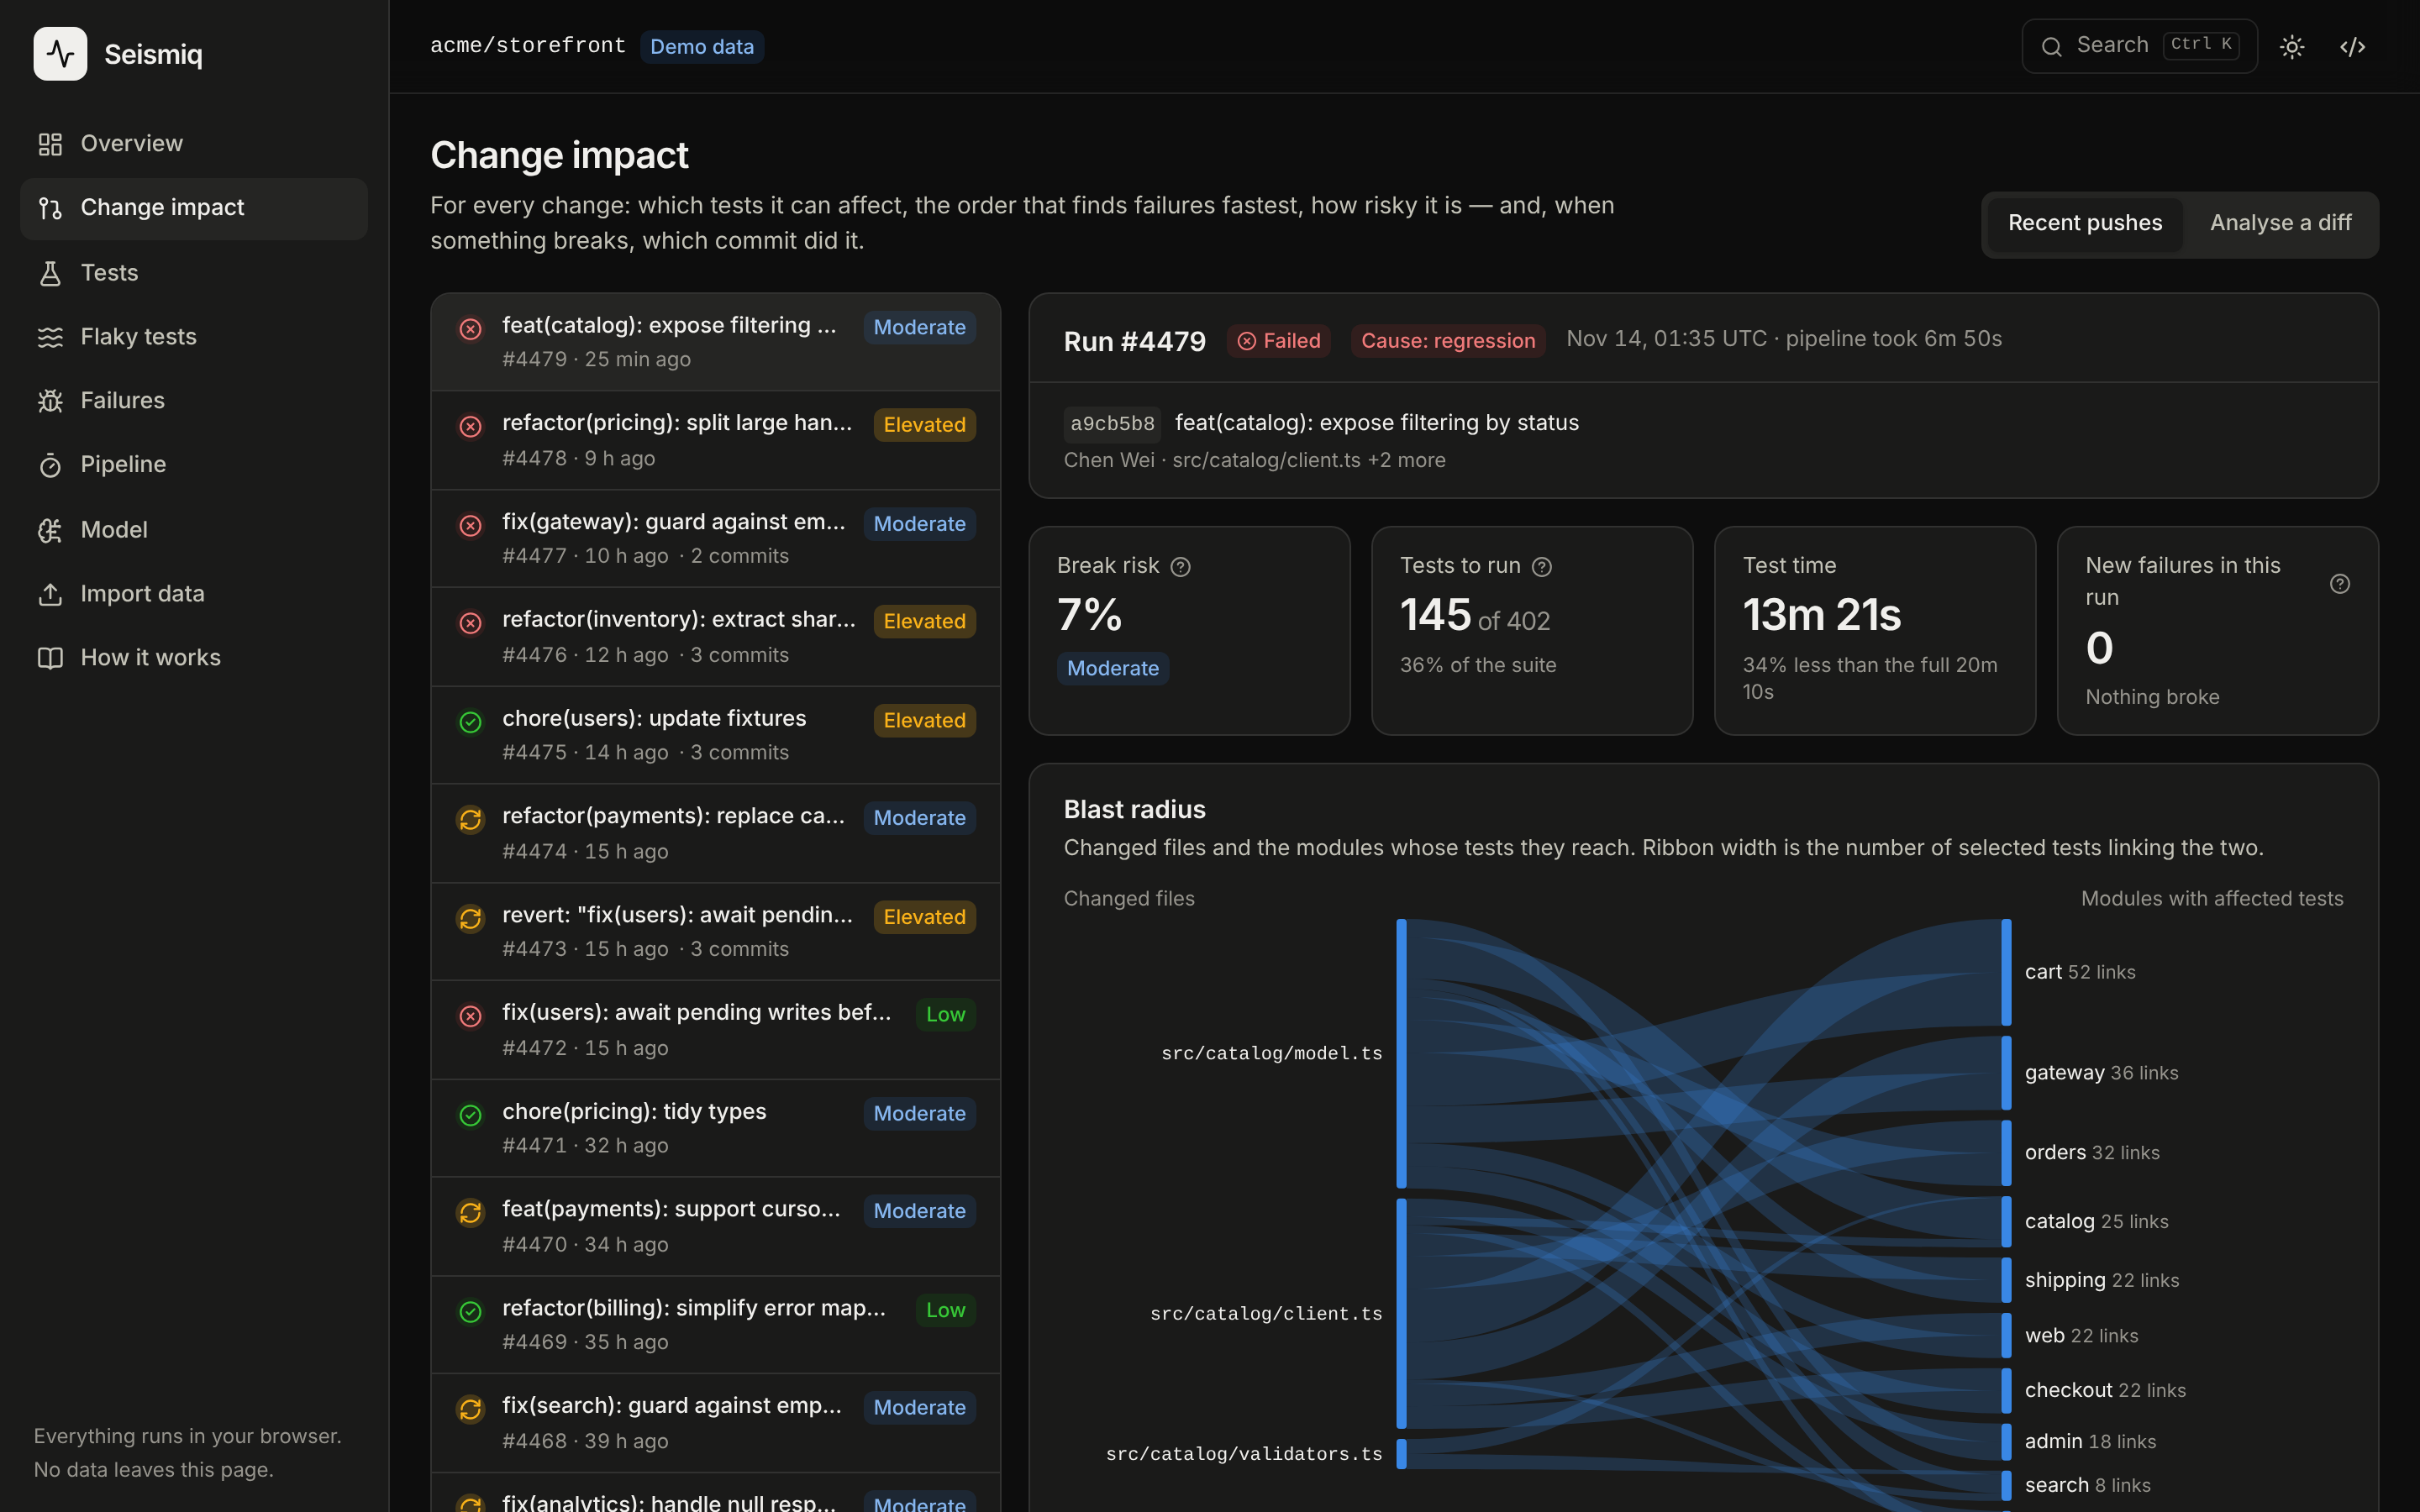 Seismiq
Overview
Change impact
Tests
Flaky tests
Failures
Pipeline
Model
Import data
How it works
Everything runs in your browser.
No data leaves this page.
acme/storefront Demo data
Search Ctrl K
Change impact
For every change: which tests it can affect, the order that finds failures fastest, how risky it is — and, when
something breaks, which commit did it.
Recent pushes Analyse a diff
feat(catalog): expose filtering ... Moderate
#4479 · 25 min ago
refactor(pricing): split large han... Elevated
#4478 · 9 h ago
fix(gateway): guard against em... Moderate
#4477 · 10 h ago · 2 commits
refactor(inventory): extract shar... Elevated
#4476 · 12 h ago · 3 commits
chore(users): update fixtures Elevated
#4475 · 14 h ago · 3 commits
refactor(payments): replace ca... Moderate
#4474 · 15 h ago
revert: "fix(users): await pendin... Elevated
#4473 · 15 h ago · 3 commits
fix(users): await pending writes bef... Low
#4472 · 15 h ago
chore(pricing): tidy types Moderate
#4471 · 32 h ago
feat(payments): support curso... Moderate
#4470 · 34 h ago
refactor(billing): simplify error map... Low
#4469 · 35 h ago
fix(search): guard against emp... Moderate
#4468 · 39 h ago
fix(analytics): handle null resp... Moderate
Run #4479 Failed Cause: regression Nov 14, 01:35 UTC · pipeline took 6m 50s
a9cb5b8 feat(catalog): expose filtering by status
Chen Wei · src/catalog/client.ts +2 more
Break risk
7%
Moderate
Tests to run
145 of 402
36% of the suite
Test time
13m 21s
34% less than the full 20m
10s
New failures in this
run
0
Nothing broke
Blast radius
Changed files and the modules whose tests they reach. Ribbon width is the number of selected tests linking the two.
Changed files
Modules with affected tests
src/catalog/model.ts
src/catalog/client.ts
src/catalog/validators.ts
cart 52 links
gateway 36 links
orders 32 links
catalog 25 links
shipping 22 links
web 22 links
checkout 22 links
admin 18 links
search 8 links